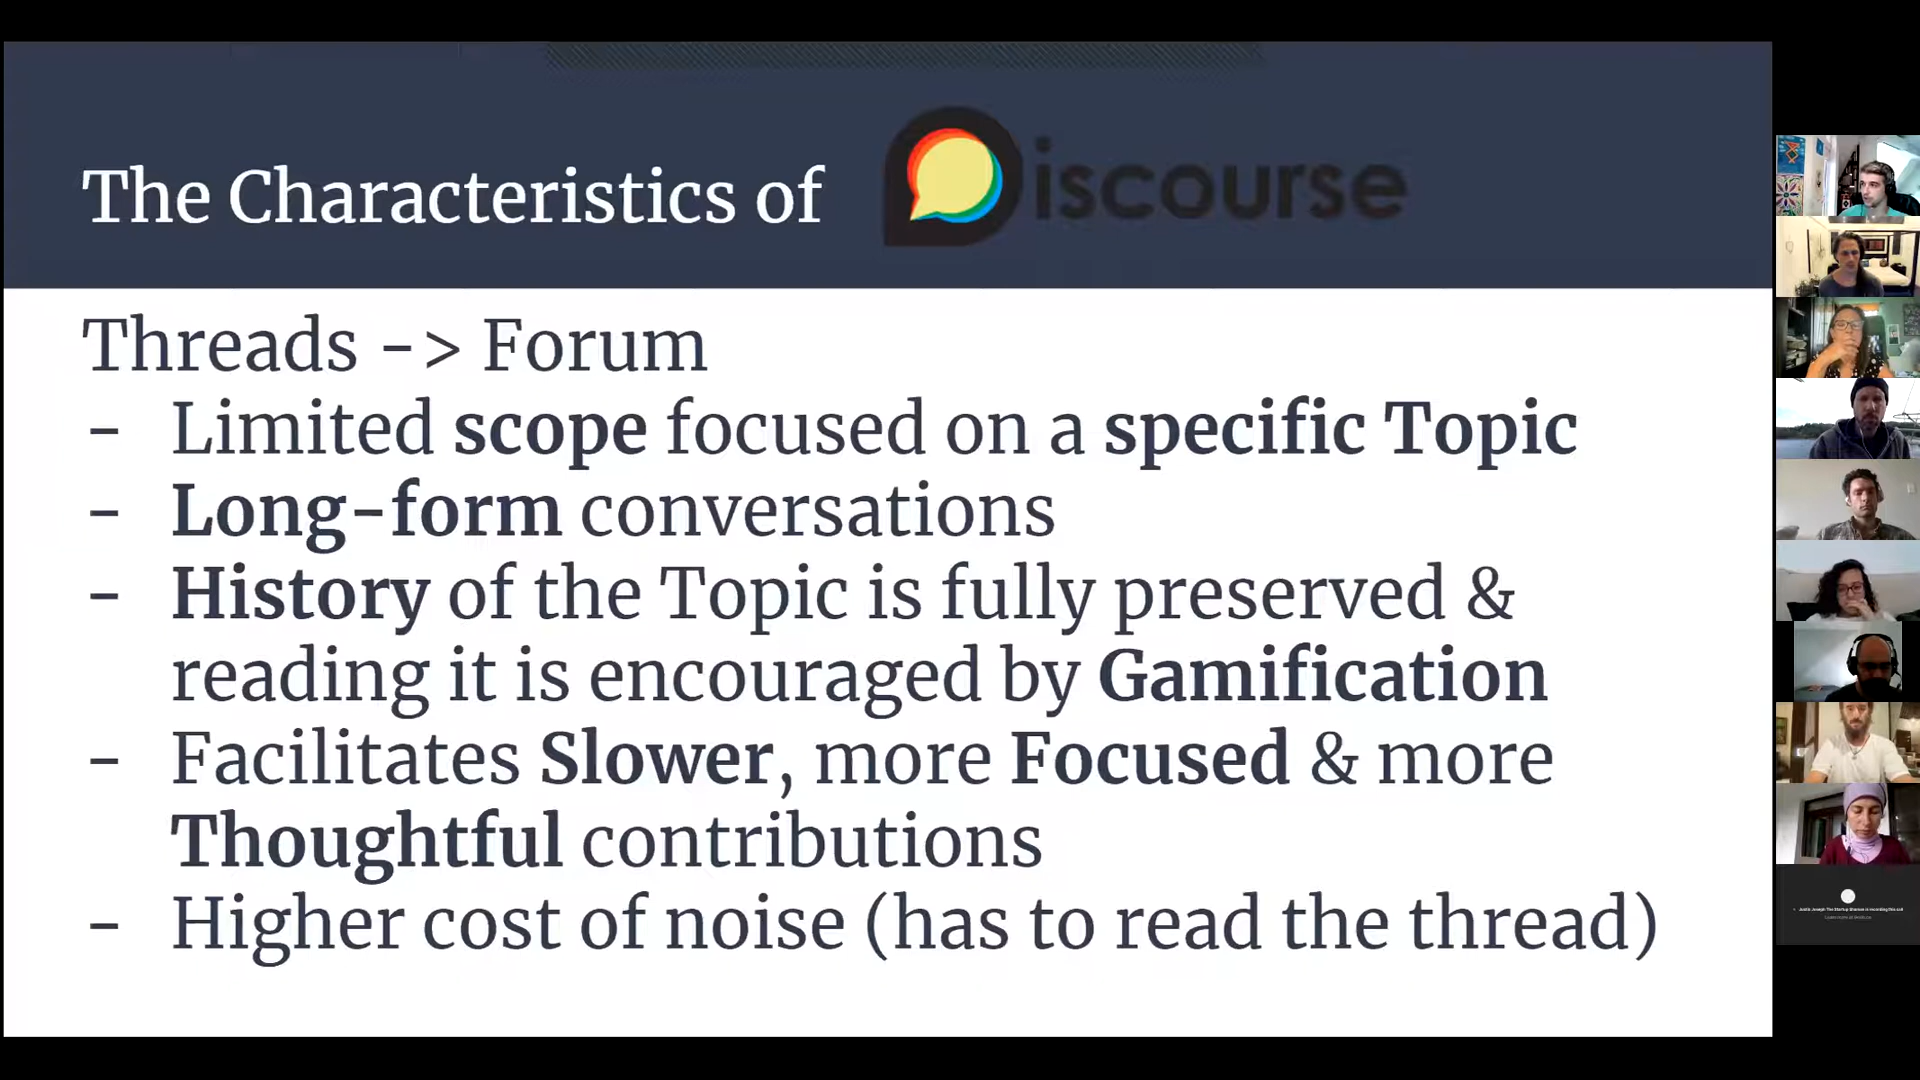 The Characteristics of Discourse
Threads -> Forum
- Limited scope focused on a specific Topic
- Long-form conversations
- History of the Topic is fully preserved &
reading it is encouraged by Gamification
- Facilitates Slower, more Focused & more
Thoughtful contributions
- Higher cost of noise (has to read the thread)